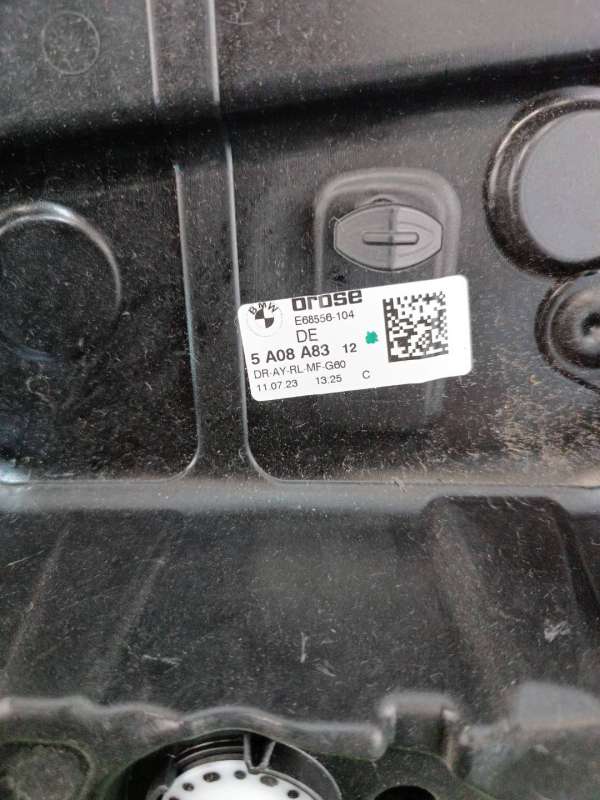 BMW
brose
E68556-104
DE
5 A08 A83 12
DR-AY-RL-MF-G60
11.07.23 13.25 C